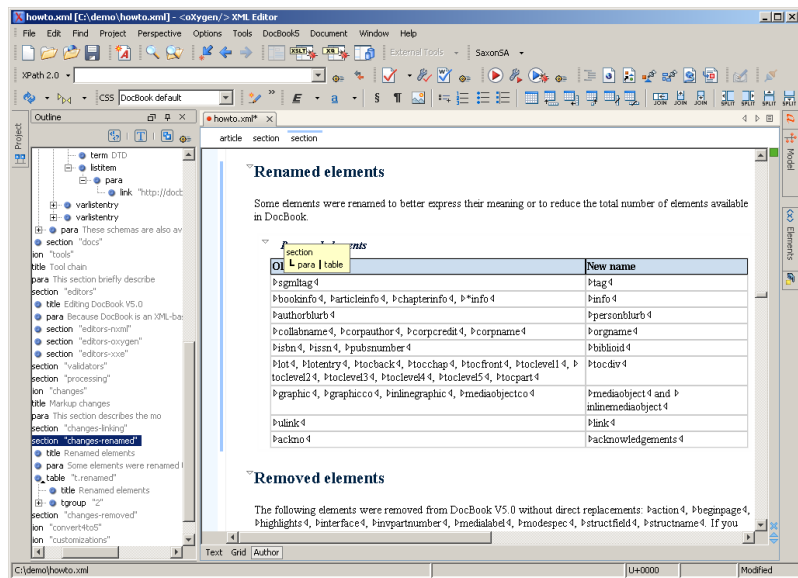 howto.xml [C:\demo\howto.xml] - <oXygen/> XML Editor
File Edit Find Project Perspective Options Tools DocBook5 Document Window Help
External Tools SaxonSA
XPath 2.0
CSS DocBook default
SPLIT JOIN JOIN SPLIT SPLIT SPLIT SPLIT
Outline
howto.xml*
Project
article section section
Model
Elements
term DTD
listitem
para
link "http://docb
varlistentry
varlistentry
para These schemas are also av
section "docs"
ion "tools"
title Tool chain
para This section briefly describe
section "editors"
title Editing DocBook V5.0
para Because DocBook is an XML-ba
section "editors-nxml"
section "editors-oxygen"
section "editors-xxe"
section "validators"
section "processing"
ion "changes"
title Markup changes
para This section describes the mo
section "changes-linking"
section "changes-renamed"
title Renamed elements
para Some elements were renamed t
table "t.renamed"
title Renamed elements
tgroup "2"
section "changes-removed"
ion "convert4to5"
ion "customizations"
Renamed elements
Some elements were renamed to better express their meaning or to reduce the total number of elements available
in DocBook.
section
para table
New name
sgmltag
tag
bookinfo, articleinfo, chapterinfo, *info
info
authorblurb
personblurb
collabname, corpauthor, corpcredit, corpname
orgname
isbn, issn, pubsnumber
biblioid
lot, lotentry, tocback, tocchap, tocfront, toclevel1,
toclevel2, toclevel3, toclevel4, toclevel5, tocpart
tocdiv
graphic, graphicco, inlinegraphic, mediaobjectco
mediaobject and
inlinemediaobject
ulink
link
ackno
acknowledgements
Removed elements
The following elements were removed from DocBook V5.0 without direct replacements: action, beginpage,
highlights, interface, invpartnumber, medialabel, modespec, structfield, structname. If you
Text Grid Author
C:\demo\howto.xml
U+0000
Modified